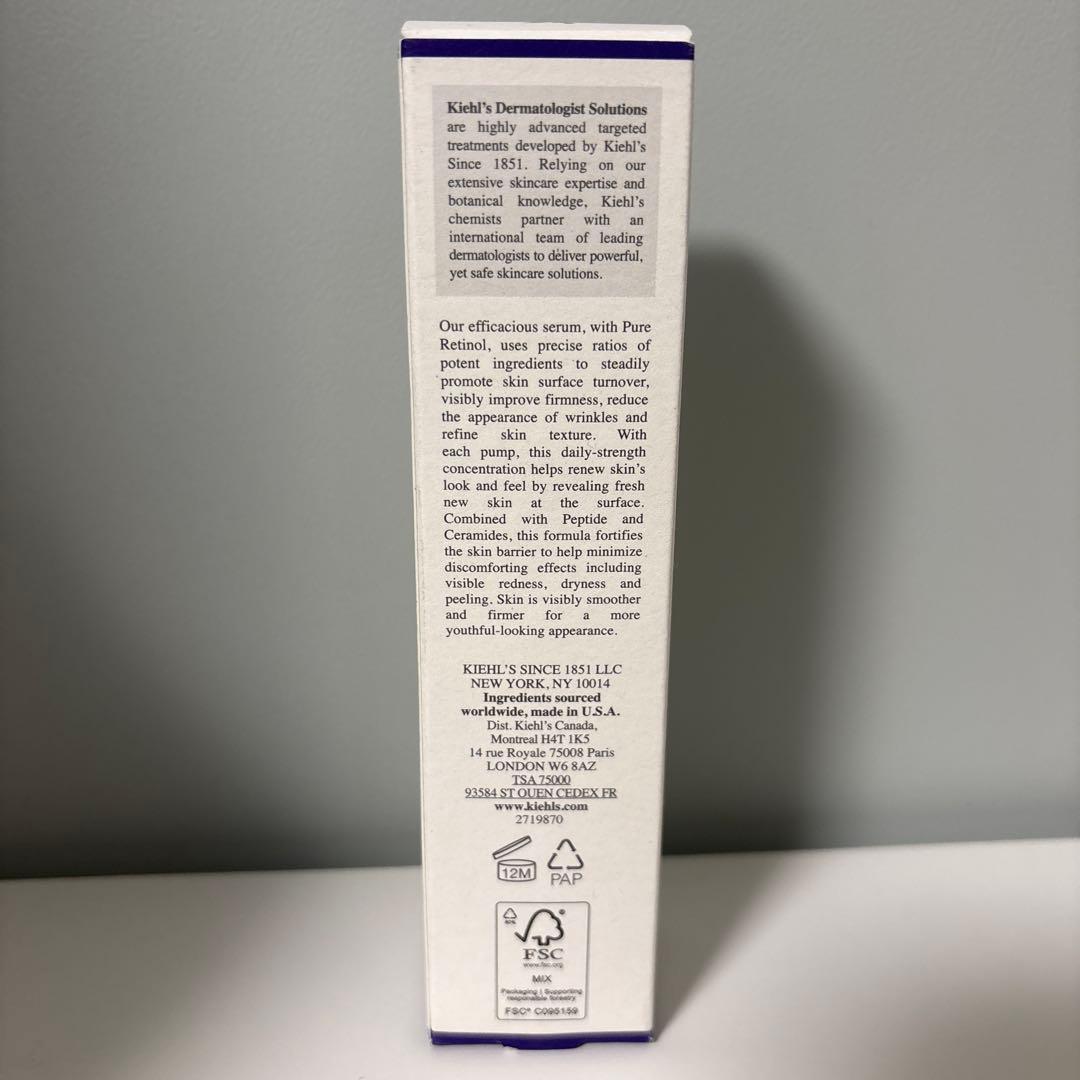 Kiehl's Dermatologist Solutions
are highly advanced targeted
treatments developed by Kiehl's
Since 1851. Relying on our
extensive skincare expertise and
botanical knowledge, Kiehl's
chemists partner with an
international team of leading
dermatologists to deliver powerful,
yet safe skincare solutions.
Our efficacious serum, with Pure
Retinol, uses precise ratios of
potent ingredients to steadily
promote skin surface turnover,
visibly improve firmness, reduce
the appearance of wrinkles and
refine skin texture. With
each pump, this daily-strength
concentration helps renew skin's
look and feel by revealing fresh
new skin at the surface.
Combined with Peptide and
Ceramides, this formula fortifies
the skin barrier to help minimize
discomforting effects including
visible redness, dryness and
peeling. Skin is visibly smoother
and firmer for a more
youthful-looking appearance.
KIEHL'S SINCE 1851 LLC
NEW YORK, NY 10014
Ingredients sourced
worldwide, made in U.S.A.
Dist. Kiehl's Canada,
Montreal H4T 1K5
14 rue Royale 75008 Paris
LONDON W6 8AZ
TSA 75000
93584 ST OUEN CEDEX FR
www.kiehls.com
2719870
12M
PAP
FSC
www.fsc.org
MIX
Packaging | Supporting
responsible forestry
FSC® C095159